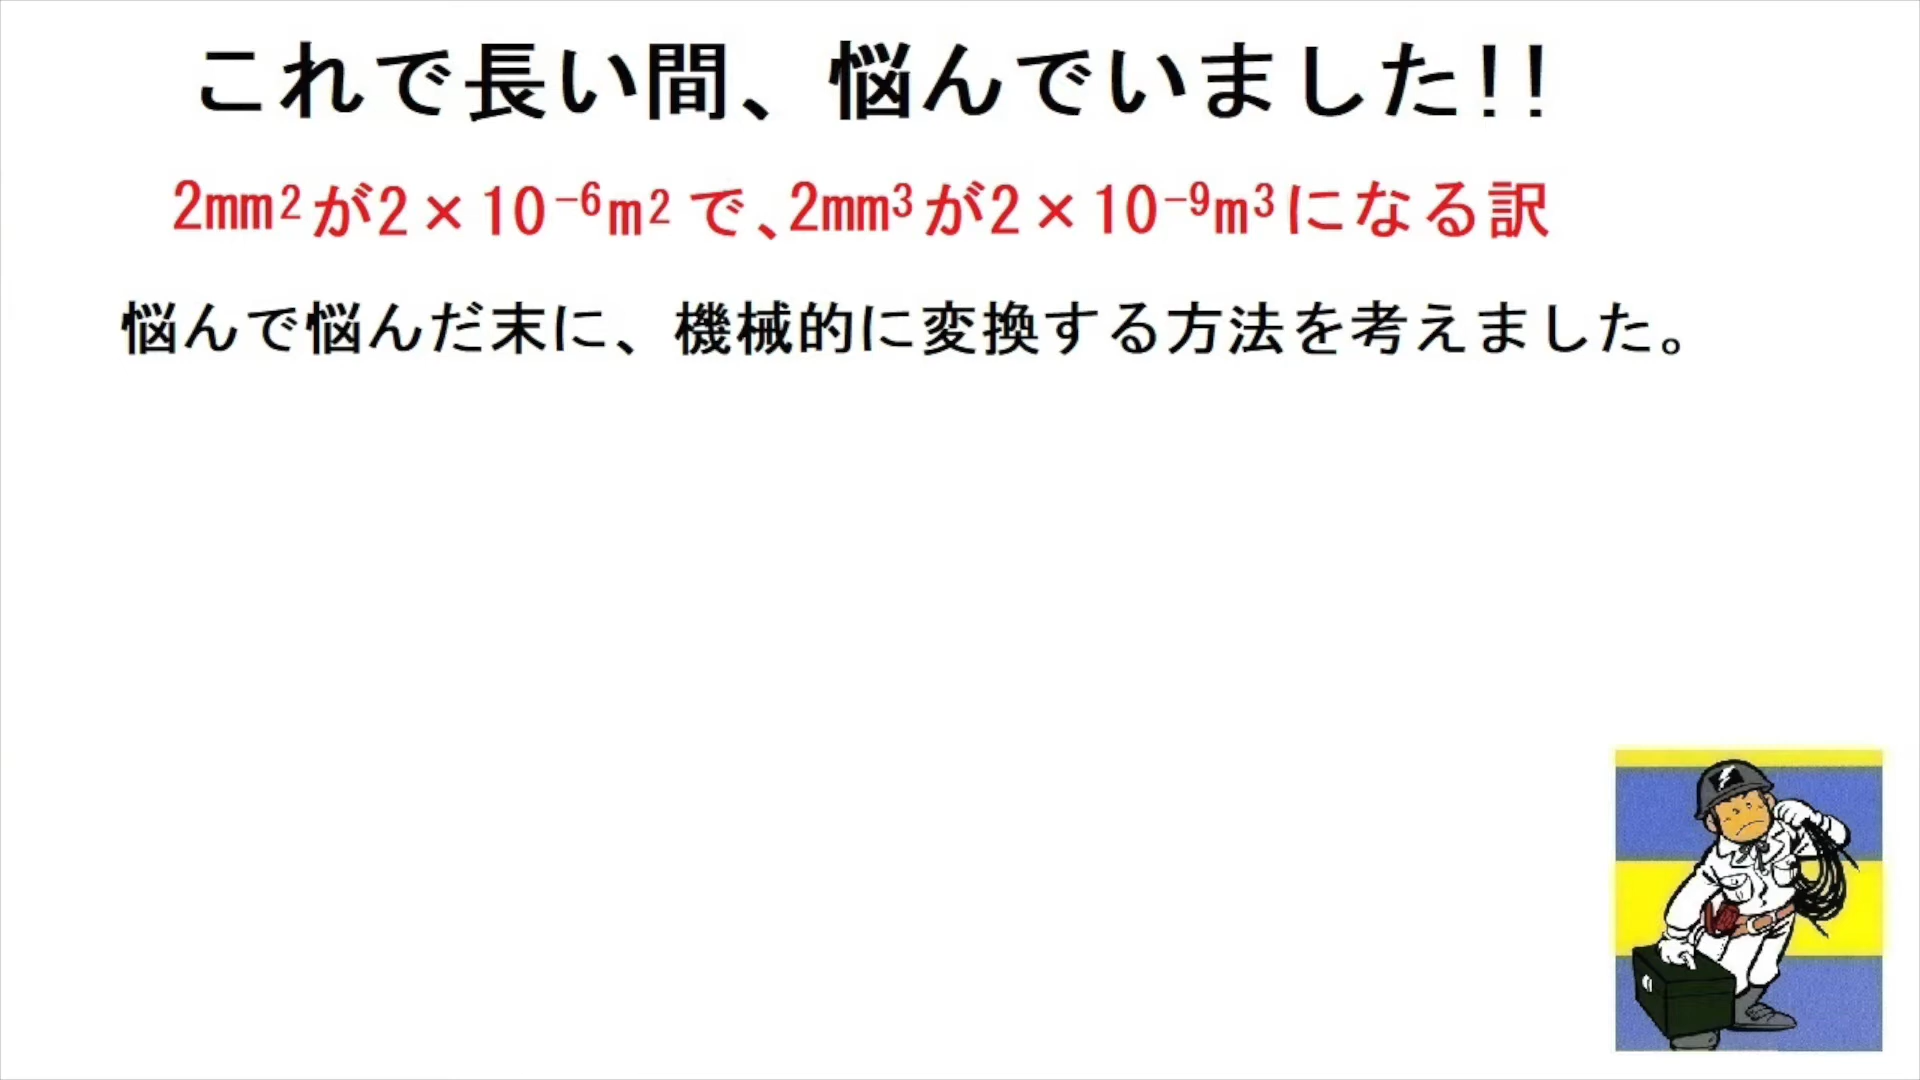 これで長い間、悩んでいました!!
2mm²が2×10⁻⁶m²で、2mm³が2×10⁻⁹m³になる訳
悩んで悩んだ末に、機械的に変換する方法を考えました。